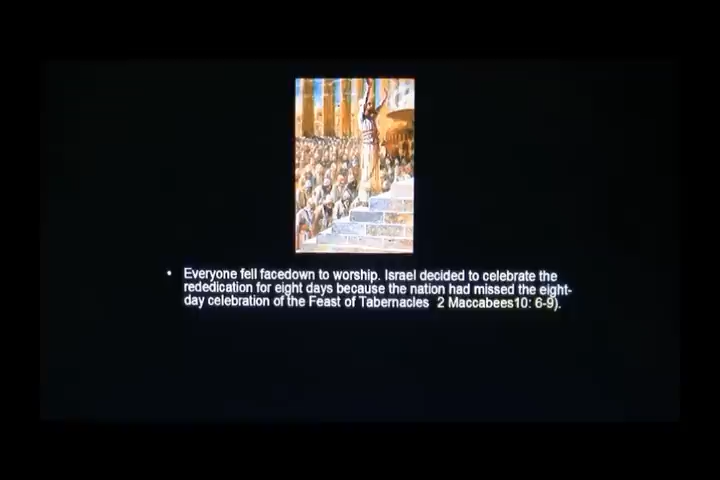 • Everyone fell facedown to worship. Israel decided to celebrate the
rededication for eight days because the nation had missed the eight-
day celebration of the Feast of Tabernacles  2 Maccabees10: 6-9).